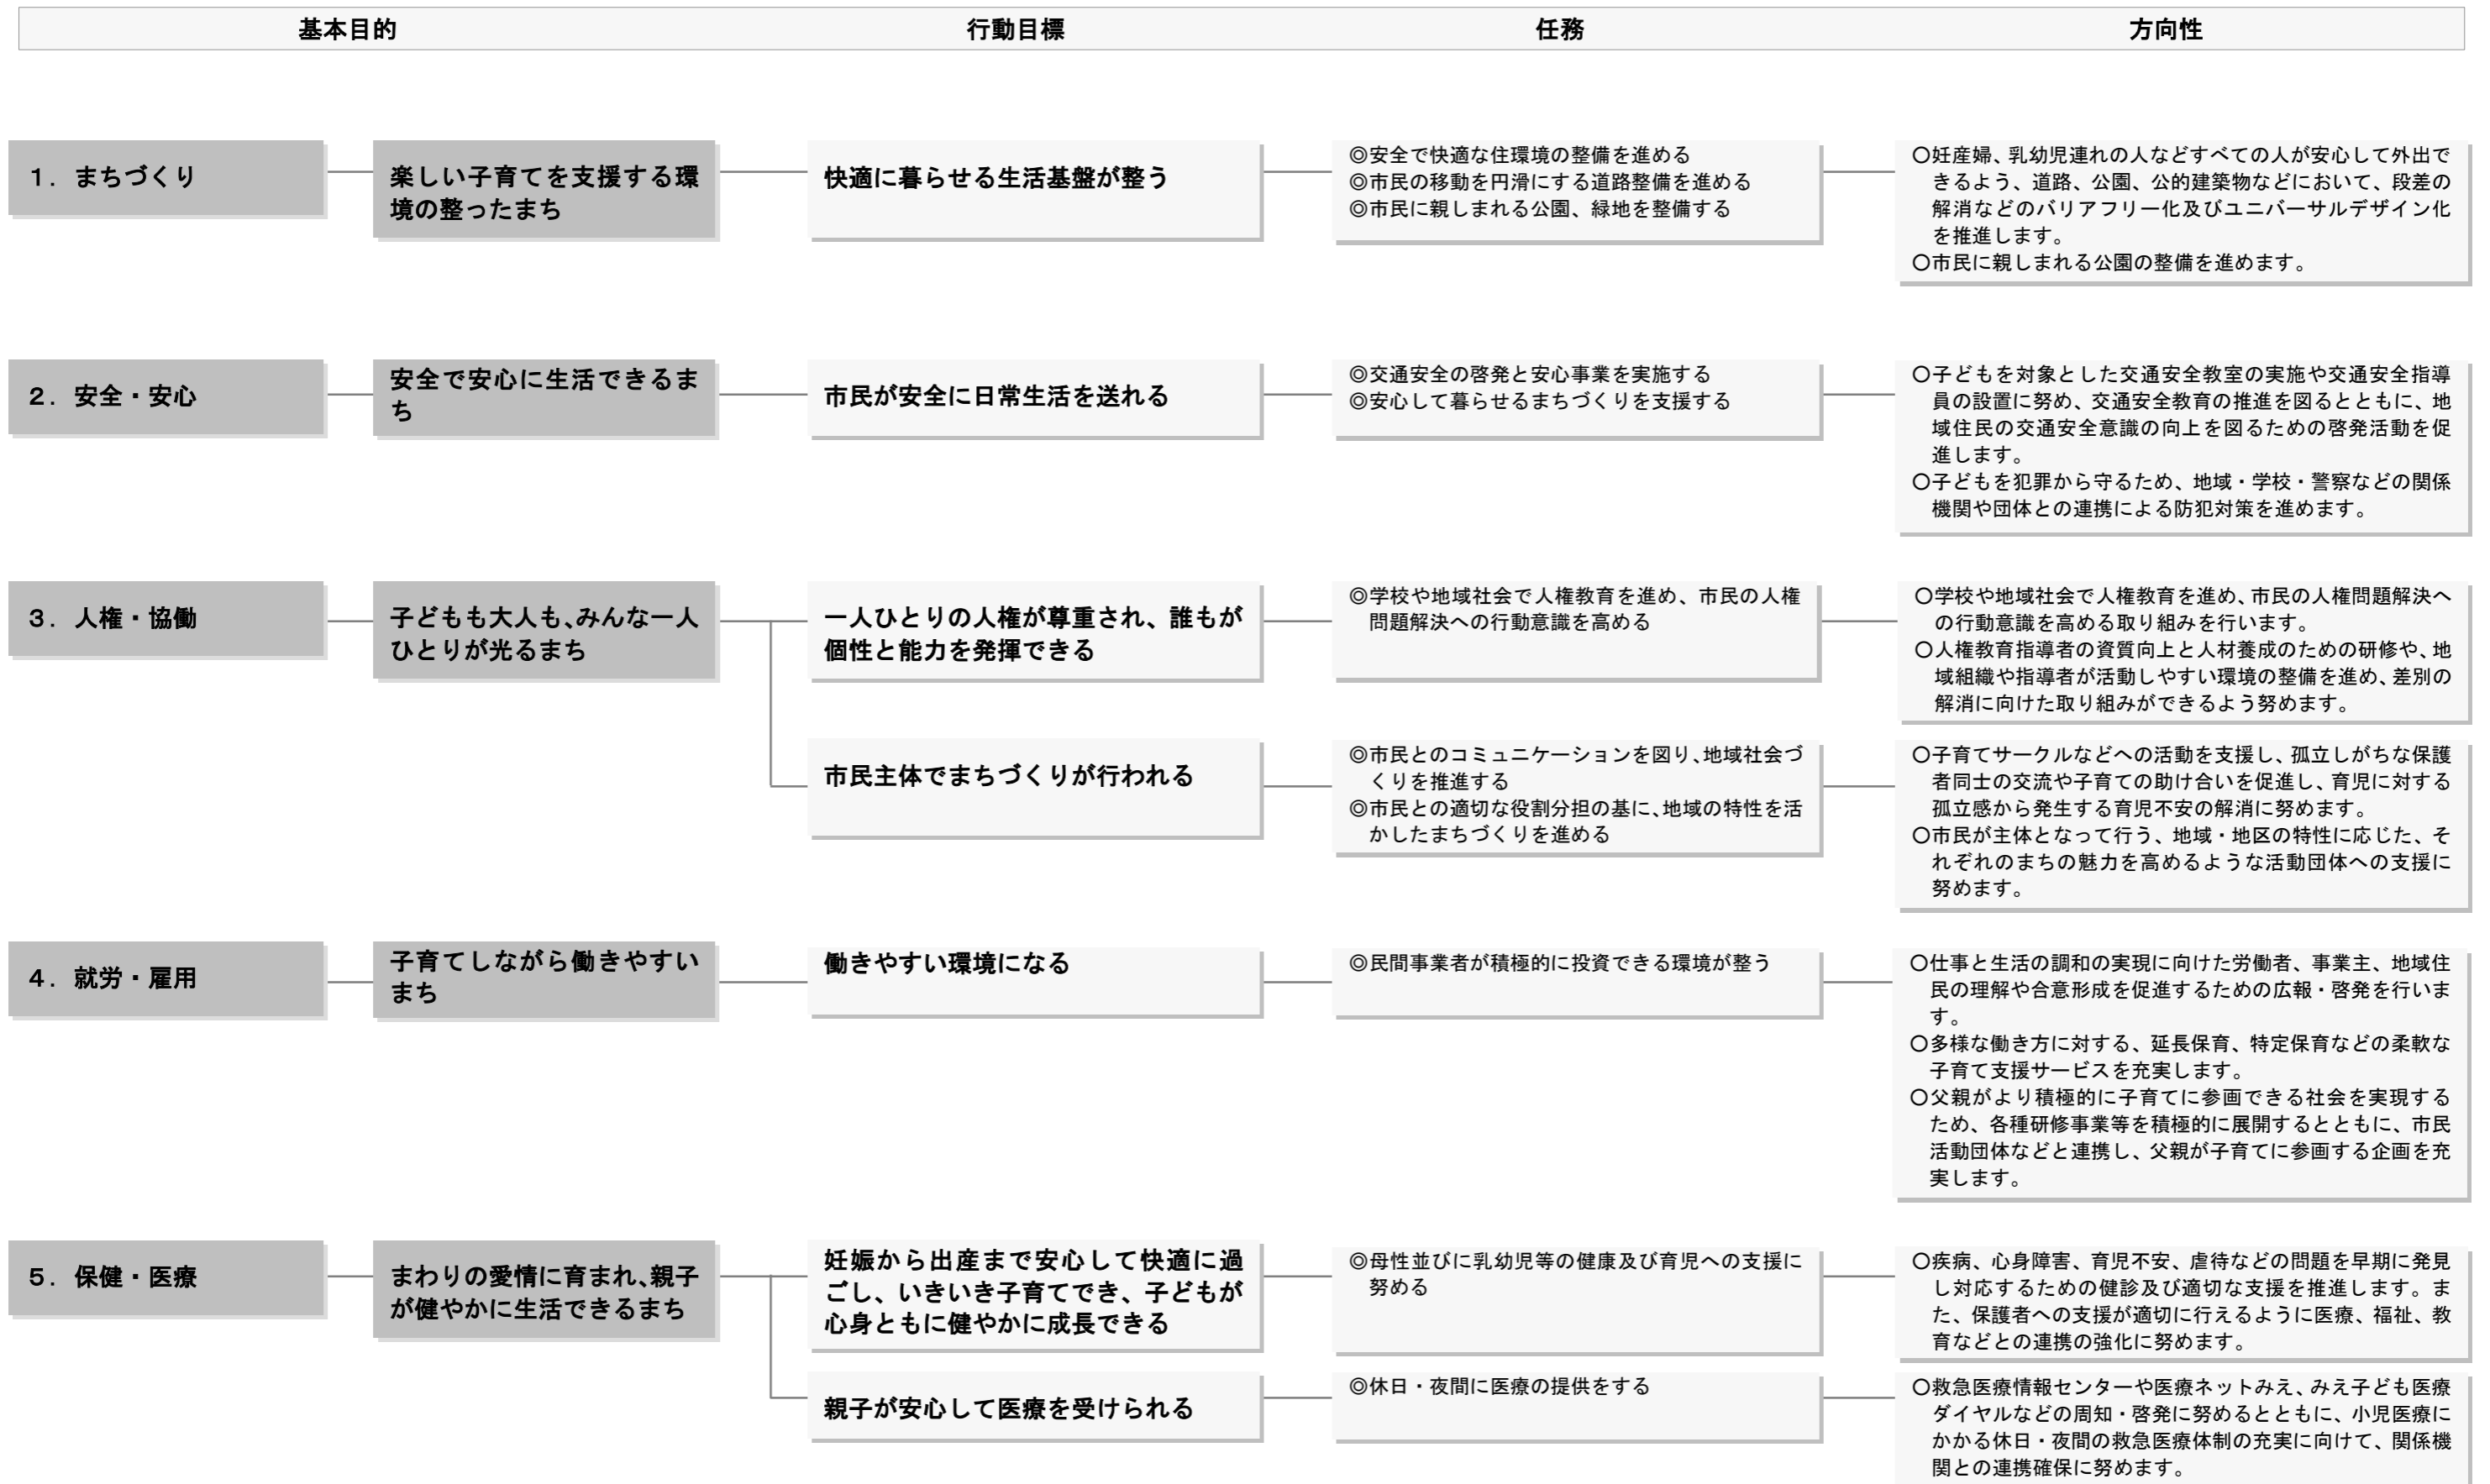 基本目的 行動目標 任務 方向性
1．まちづくり
楽しい子育てを支援する環
境の整ったまち
快適に暮らせる生活基盤が整う
◎安全で快適な住環境の整備を進める
◎市民の移動を円滑にする道路整備を進める
◎市民に親しまれる公園、緑地を整備する
〇妊産婦、乳幼児連れの人などすべての人が安心して外出で
きるよう、道路、公園、公的建築物などにおいて、段差の
解消などのバリアフリー化及びユニバーサルデザイン化
を推進します。
〇市民に親しまれる公園の整備を進めます。
2．安全・安心
安全で安心に生活できるま
ち
市民が安全に日常生活を送れる
◎交通安全の啓発と安心事業を実施する
◎安心して暮らせるまちづくりを支援する
〇子どもを対象とした交通安全教室の実施や交通安全指導
員の設置に努め、交通安全教育の推進を図るとともに、地
域住民の交通安全意識の向上を図るための啓発活動を促
進します。
〇子どもを犯罪から守るため、地域・学校・警察などの関係
機関や団体との連携による防犯対策を進めます。
3．人権・協働
子どもも大人も、みんな一人
ひとりが光るまち
一人ひとりの人権が尊重され、誰もが
個性と能力を発揮できる
◎学校や地域社会で人権教育を進め、市民の人権
問題解決への行動意識を高める
〇学校や地域社会で人権教育を進め、市民の人権問題解決へ
の行動意識を高める取り組みを行います。
〇人権教育指導者の資質向上と人材養成のための研修や、地
域組織や指導者が活動しやすい環境の整備を進め、差別の
解消に向けた取り組みができるよう努めます。
市民主体でまちづくりが行われる
◎市民とのコミュニケーションを図り、地域社会づ
くりを推進する
◎市民との適切な役割分担の基に、地域の特性を活
かしたまちづくりを進める
〇子育てサークルなどへの活動を支援し、孤立しがちな保護
者同士の交流や子育ての助け合いを促進し、育児に対する
孤立感から発生する育児不安の解消に努めます。
〇市民が主体となって行う、地域・地区の特性に応じた、そ
れぞれのまちの魅力を高めるような活動団体への支援に
努めます。
4．就労・雇用
子育てしながら働きやすい
まち
働きやすい環境になる
◎民間事業者が積極的に投資できる環境が整う
〇仕事と生活の調和の実現に向けた労働者、事業主、地域住
民の理解や合意形成を促進するための広報・啓発を行いま
す。
〇多様な働き方に対する、延長保育、特定保育などの柔軟な
子育て支援サービスを充実します。
〇父親がより積極的に子育てに参画できる社会を実現する
ため、各種研修事業等を積極的に展開するとともに、市民
活動団体などと連携し、父親が子育てに参画する企画を充
実します。
5．保健・医療
まわりの愛情に育まれ、親子
が健やかに生活できるまち
妊娠から出産まで安心して快適に過
ごし、いきいき子育てでき、子どもが
心身ともに健やかに成長できる
◎母性並びに乳幼児等の健康及び育児への支援に
努める
〇疾病、心身障害、育児不安、虐待などの問題を早期に発見
し対応するための健診及び適切な支援を推進します。ま
た、保護者への支援が適切に行えるように医療、福祉、教
育などとの連携の強化に努めます。
親子が安心して医療を受けられる
◎休日・夜間に医療の提供をする
〇救急医療情報センターや医療ネットみえ、みえ子ども医療
ダイヤルなどの周知・啓発に努めるとともに、小児医療に
かかる休日・夜間の救急医療体制の充実に向けて、関係機
関との連携確保に努めます。